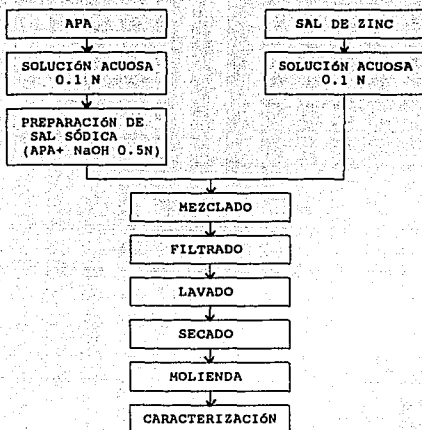 APA
SOLUCIÓN ACUOSA
0.1 N
PREPARACIÓN DE
SAL SÓDICA
(APA+ NaOH 0.5N)
SAL DE ZINC
SOLUCIÓN ACUOSA
0.1 N
MEZCLADO
FILTRADO
LAVADO
SECADO
MOLIENDA
CARACTERIZACIÓN